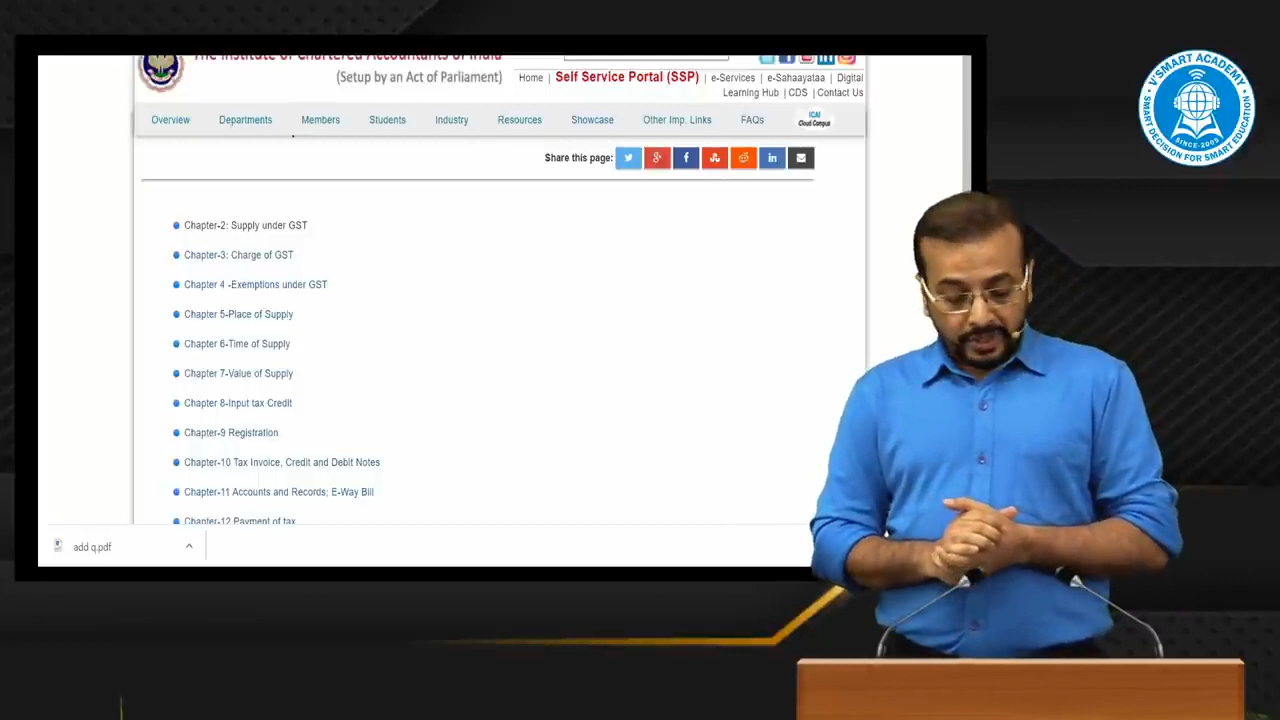 The Institute of Chartered Accountants of India
(Setup by an Act of Parliament)
Home | Self Service Portal (SSP) | e-Services | e-Sahaayataa | Digital
Learning Hub | CDS | Contact Us
Overview Departments Members Students Industry Resources Showcase Other Imp. Links FAQs ICAI
Cloud Campus
Share this page:
Chapter-2: Supply under GST
Chapter-3: Charge of GST
Chapter 4 -Exemptions under GST
Chapter 5-Place of Supply
Chapter 6-Time of Supply
Chapter 7-Value of Supply
Chapter 8-Input tax Credit
Chapter-9 Registration
Chapter-10 Tax Invoice, Credit and Debit Notes
Chapter-11 Accounts and Records; E-Way Bill
Chapter-12 Payment of tax
add q.pdf
V'SMART ACADEMY
SINCE-2005
SMART DECISION FOR SMART EDUCATION